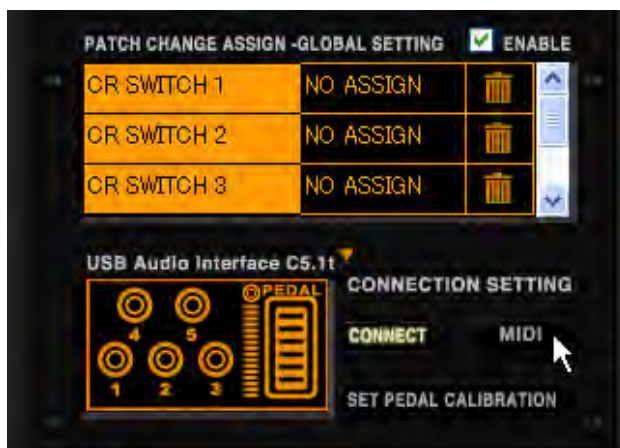 PATCH CHANGE ASSIGN -GLOBAL SETTING ENABLE
CR SWITCH 1 NO ASSIGN
CR SWITCH 2 NO ASSIGN
CR SWITCH 3 NO ASSIGN
USB Audio Interface C5.1t
CONNECTION SETTING
PEDAL
4 5
CONNECT MIDI
1 2 3
SET PEDAL CALIBRATION